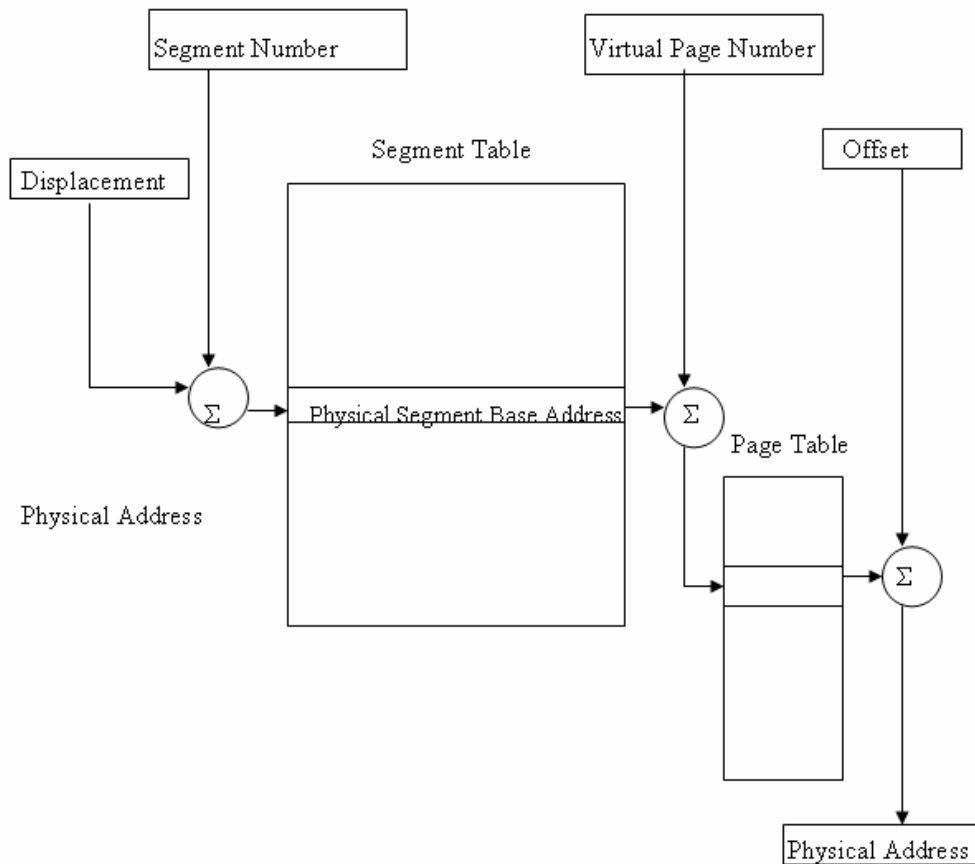 Segment Number
Virtual Page Number
Segment Table
Offset
Displacement
Σ
Physical Segment Base Address
Σ
Page Table
Physical Address
Σ
Physical Address